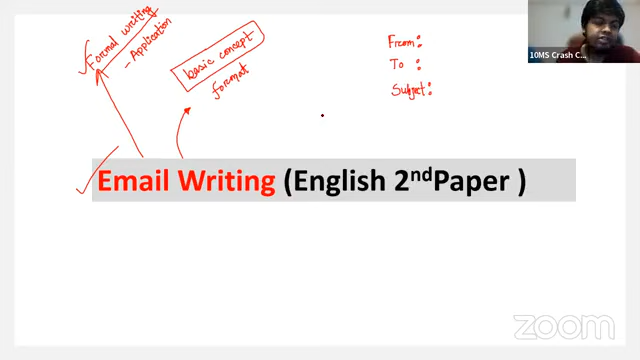 Formal writing
- Application
basic concept
format
From:
To :
Subject:
10MS Crash C...
Email Writing (English 2nd Paper )
zoom